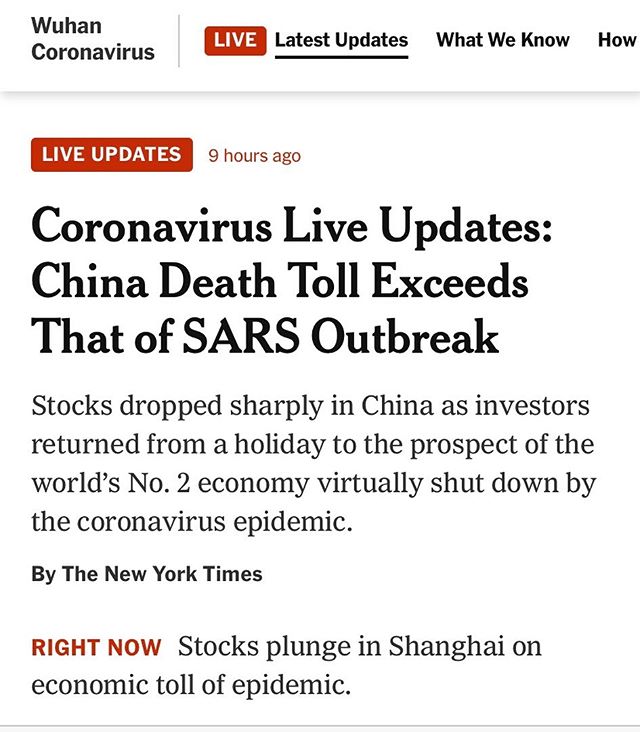 Wuhan
Coronavirus
LIVE Latest Updates What We Know How
LIVE UPDATES 9 hours ago
Coronavirus Live Updates:
China Death Toll Exceeds
That of SARS Outbreak
Stocks dropped sharply in China as investors
returned from a holiday to the prospect of the
world’s No. 2 economy virtually shut down by
the coronavirus epidemic.
By The New York Times
RIGHT NOW Stocks plunge in Shanghai on
economic toll of epidemic.